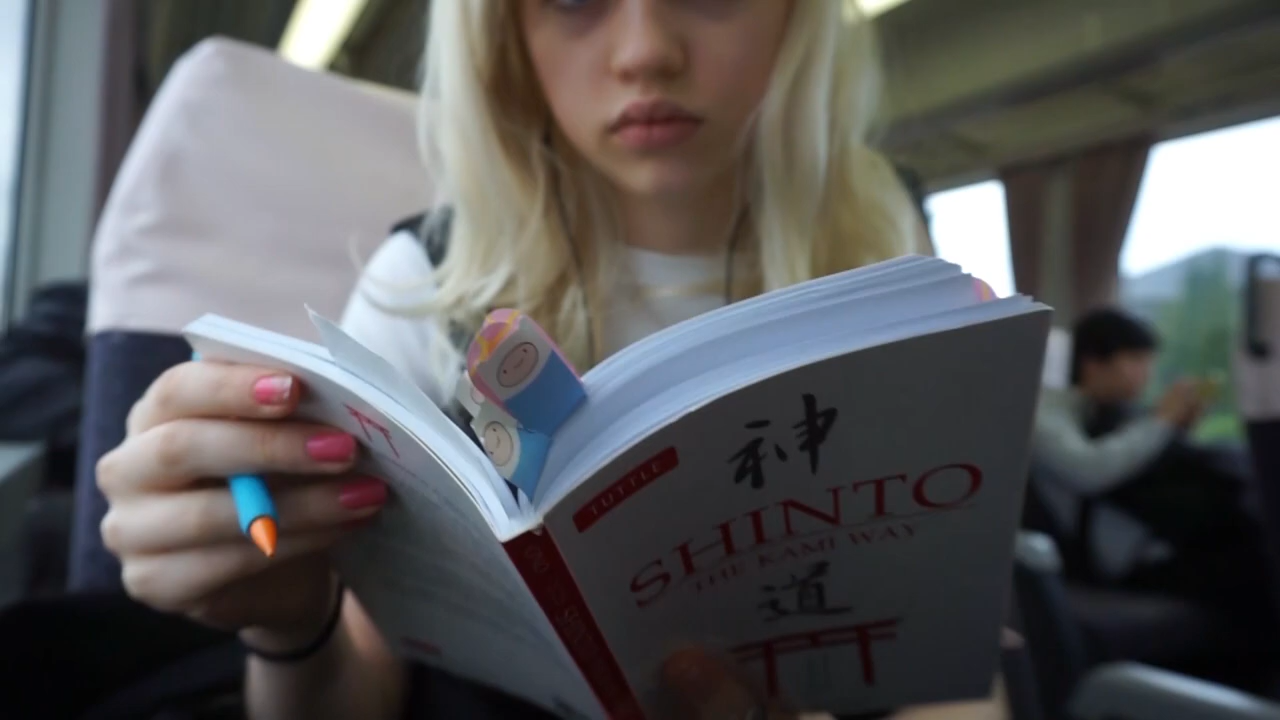 神
TUTTLE
SHINTO
THE KAMI WAY
道